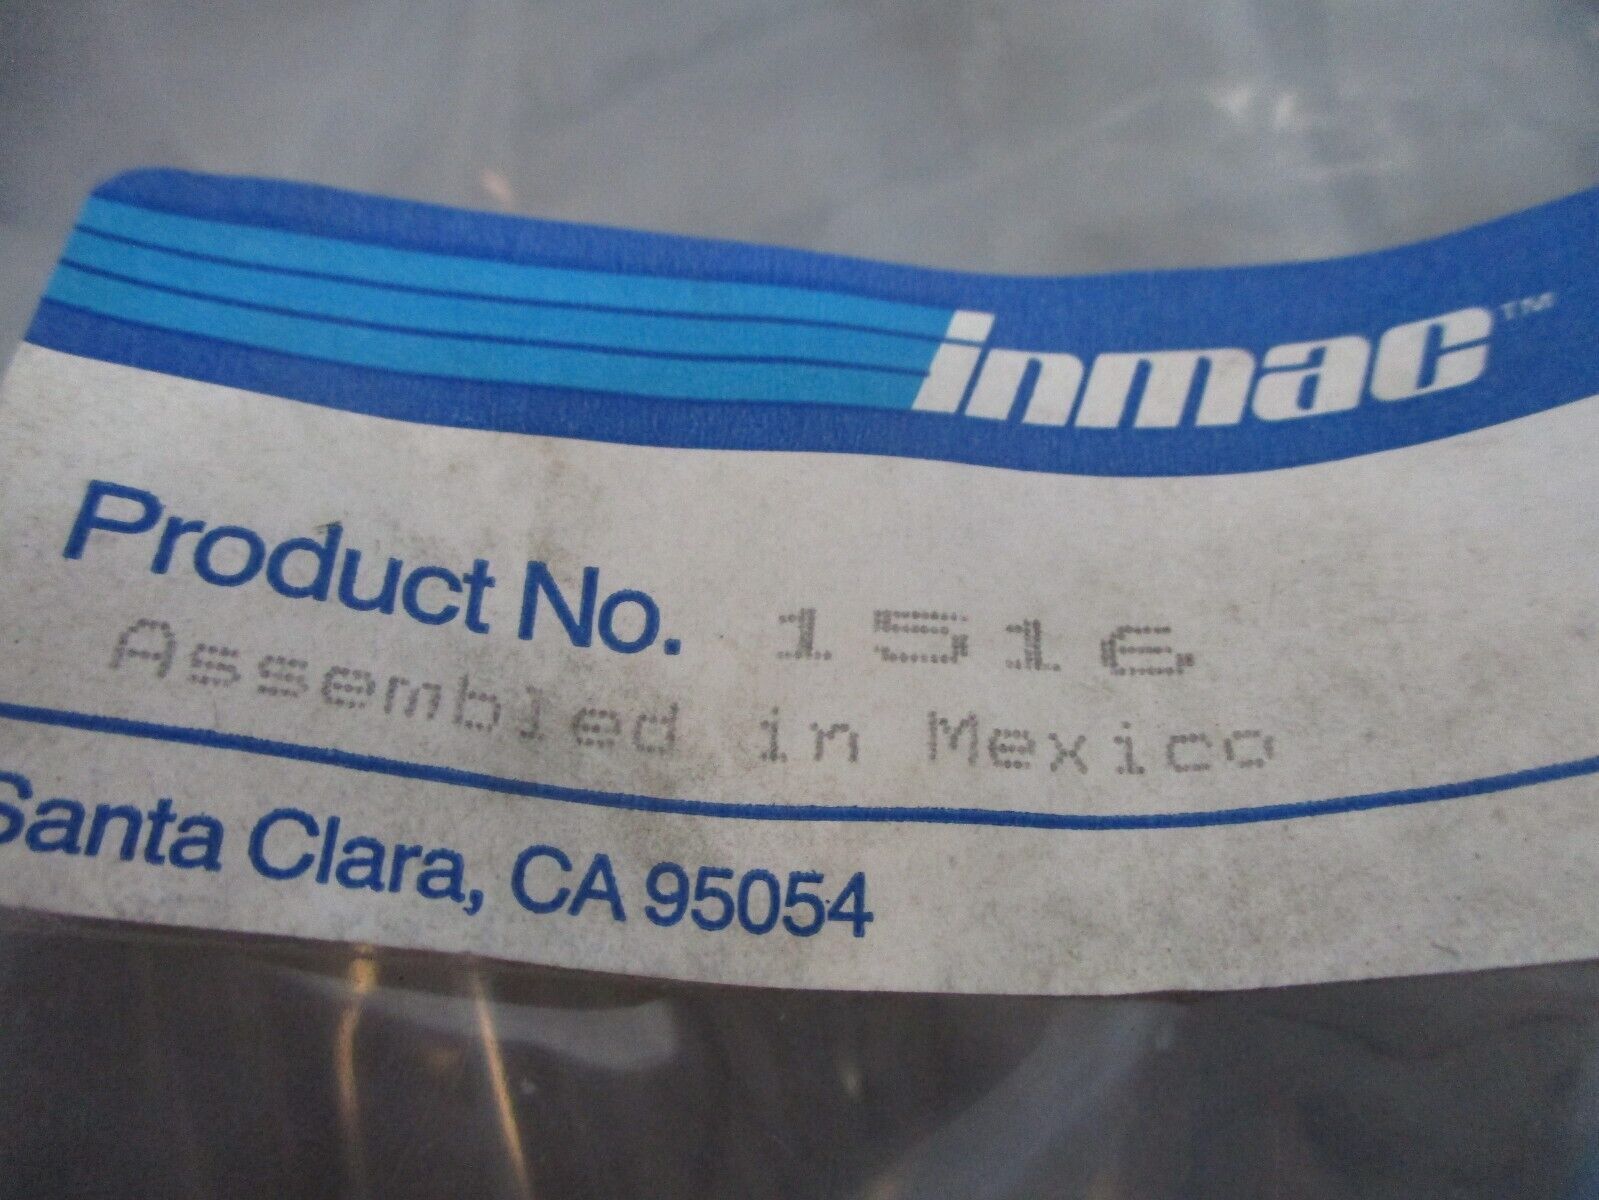 inmac™
Product No. 1516
Assembled in Mexico
Santa Clara, CA 95054